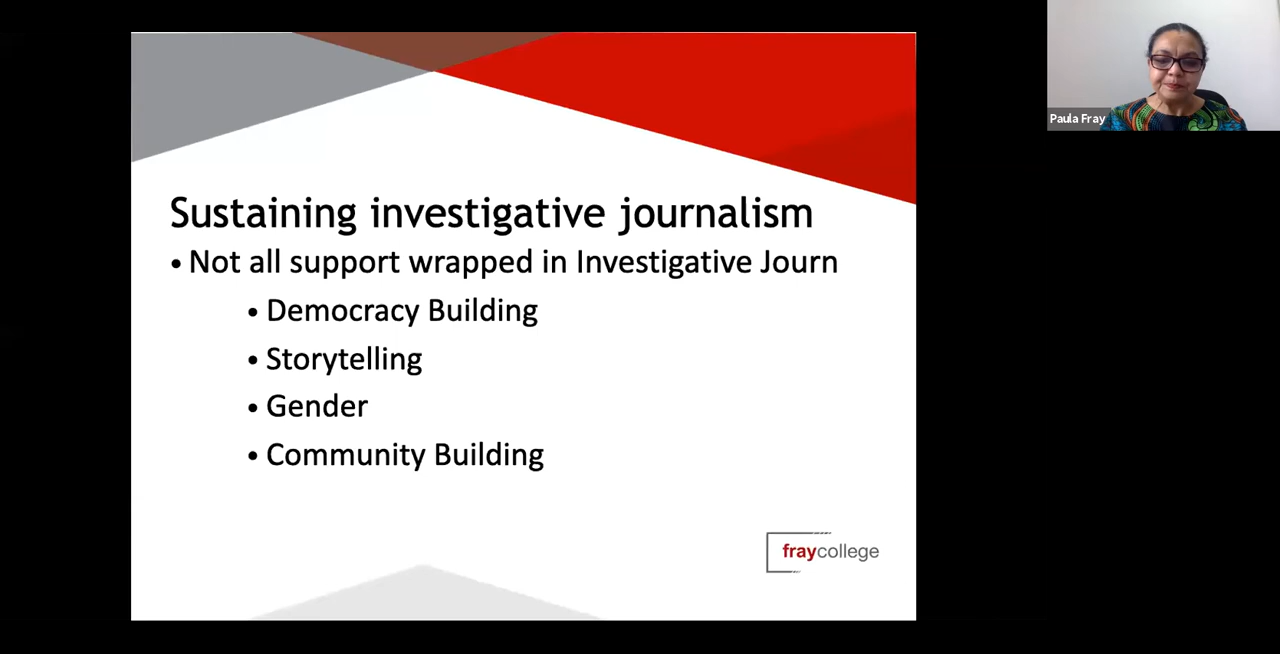 Paula Fray
Sustaining investigative journalism
• Not all support wrapped in Investigative Journ
• Democracy Building
• Storytelling
• Gender
• Community Building
fraycollege